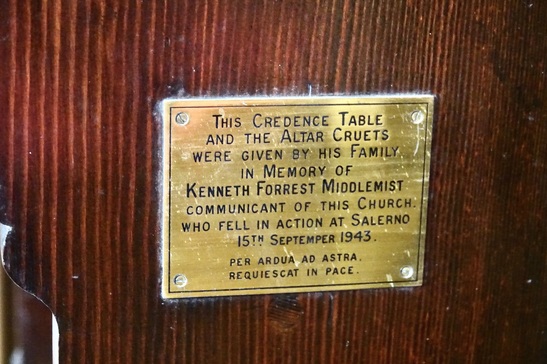 THIS CREDENCE TABLE
AND THE ALTAR CRUETS
WERE GIVEN BY HIS FAMILY
IN MEMORY OF
KENNETH FORREST MIDDLEMIST
COMMUNICANT OF THIS CHURCH.
WHO FELL IN ACTION AT SALERNO
15TH SEPTEMPER 1943.
PER ARDUA AD ASTRA.
REQUIESCAT IN PACE.